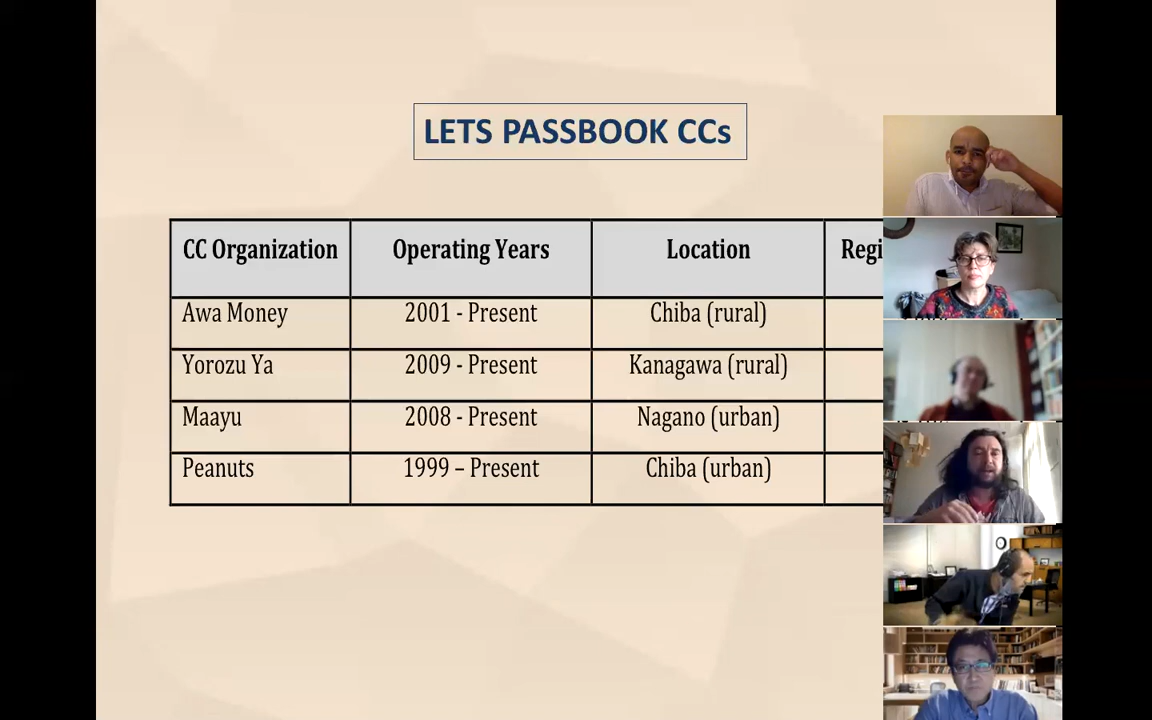 LETS PASSBOOK CCs
CC Organization Operating Years Location Regi
Awa Money 2001 - Present Chiba (rural)
Yorozu Ya 2009 - Present Kanagawa (rural)
Maayu 2008 - Present Nagano (urban)
Peanuts 1999 – Present Chiba (urban)